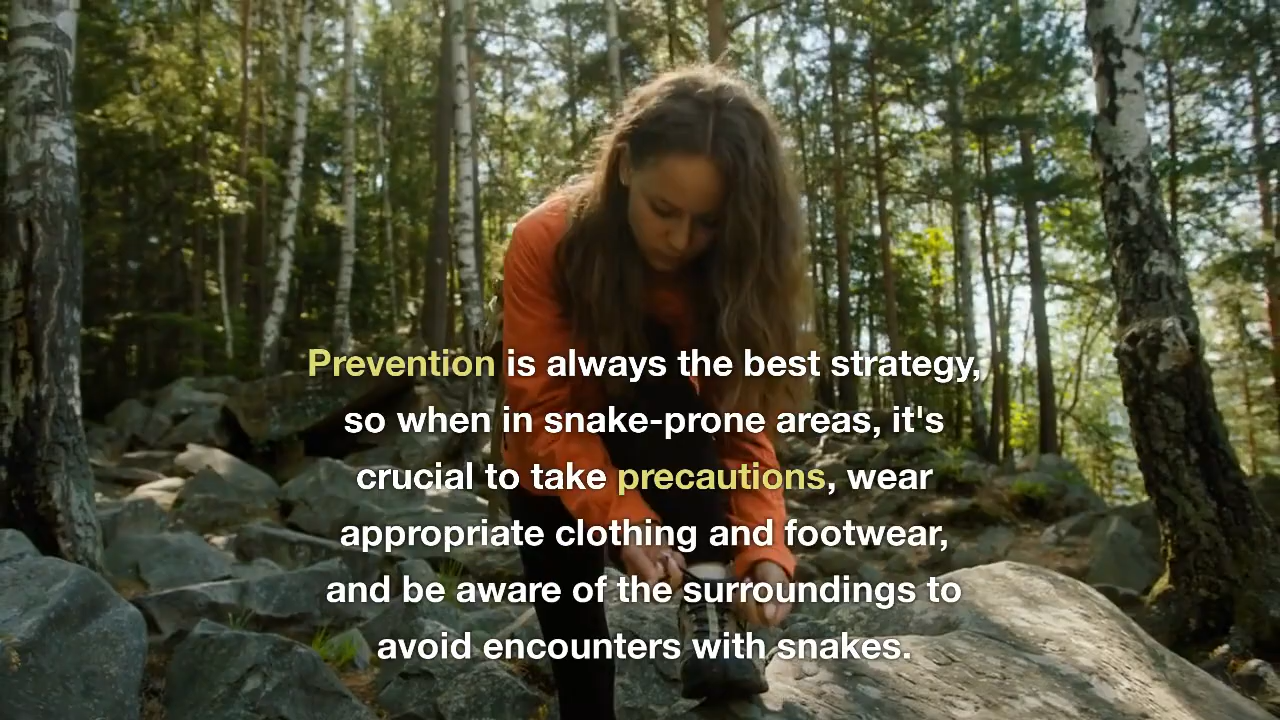 Prevention is always the best strategy,
so when in snake-prone areas, it's
crucial to take precautions, wear
appropriate clothing and footwear,
and be aware of the surroundings to
avoid encounters with snakes.